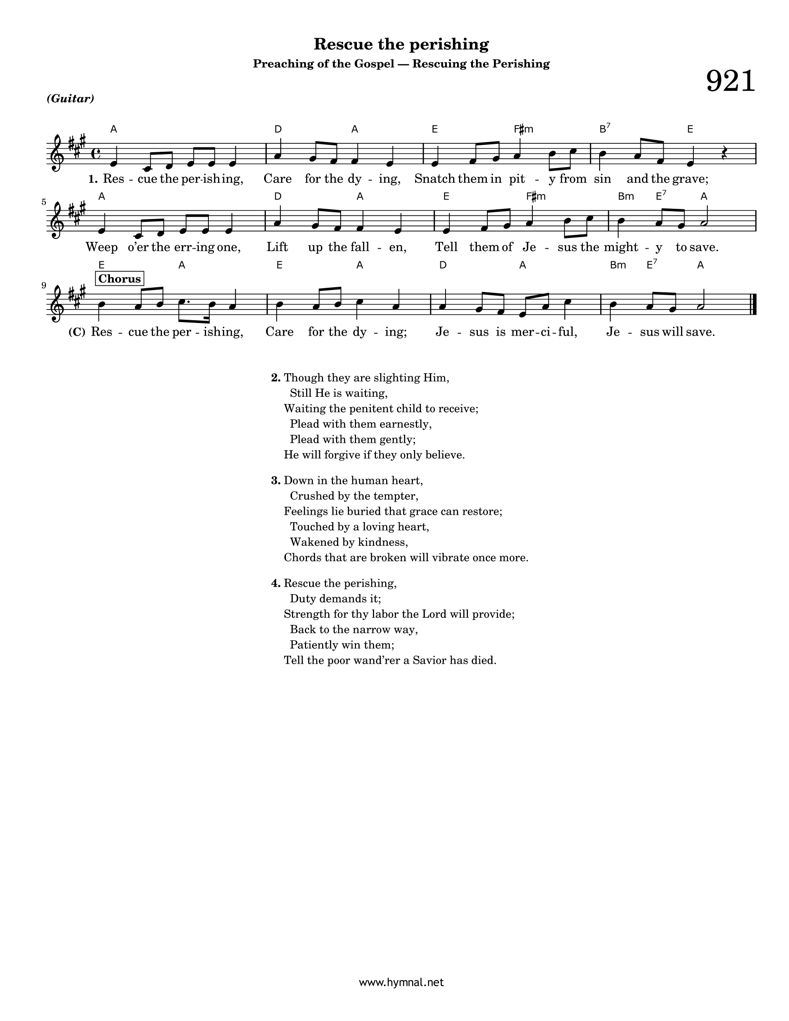 Rescue the perishing
Preaching of the Gospel — Rescuing the Perishing
921
(Guitar)
A D A E F♯m B7 E
1. Res - cue the per-ish ing, Care for the dy - ing, Snatch them in pit - y from sin and the grave;
5
A D A E F♯m Bm E7 A
Weep o'er the err-ing one, Lift up the fall - en, Tell them of Je - sus the might - y to save.
9
E A E A D A Bm E7 A
Chorus
(C) Res - cue the per - ishing, Care for the dy - ing; Je - sus is mer-ci-ful, Je - sus will save.
2. Though they are slighting Him,
Still He is waiting,
Waiting the penitent child to receive;
Plead with them earnestly,
Plead with them gently;
He will forgive if they only believe.
3. Down in the human heart,
Crushed by the tempter,
Feelings lie buried that grace can restore;
Touched by a loving heart,
Wakened by kindness,
Chords that are broken will vibrate once more.
4. Rescue the perishing,
Duty demands it;
Strength for thy labor the Lord will provide;
Back to the narrow way,
Patiently win them;
Tell the poor wand'rer a Savior has died.
www.hymnal.net